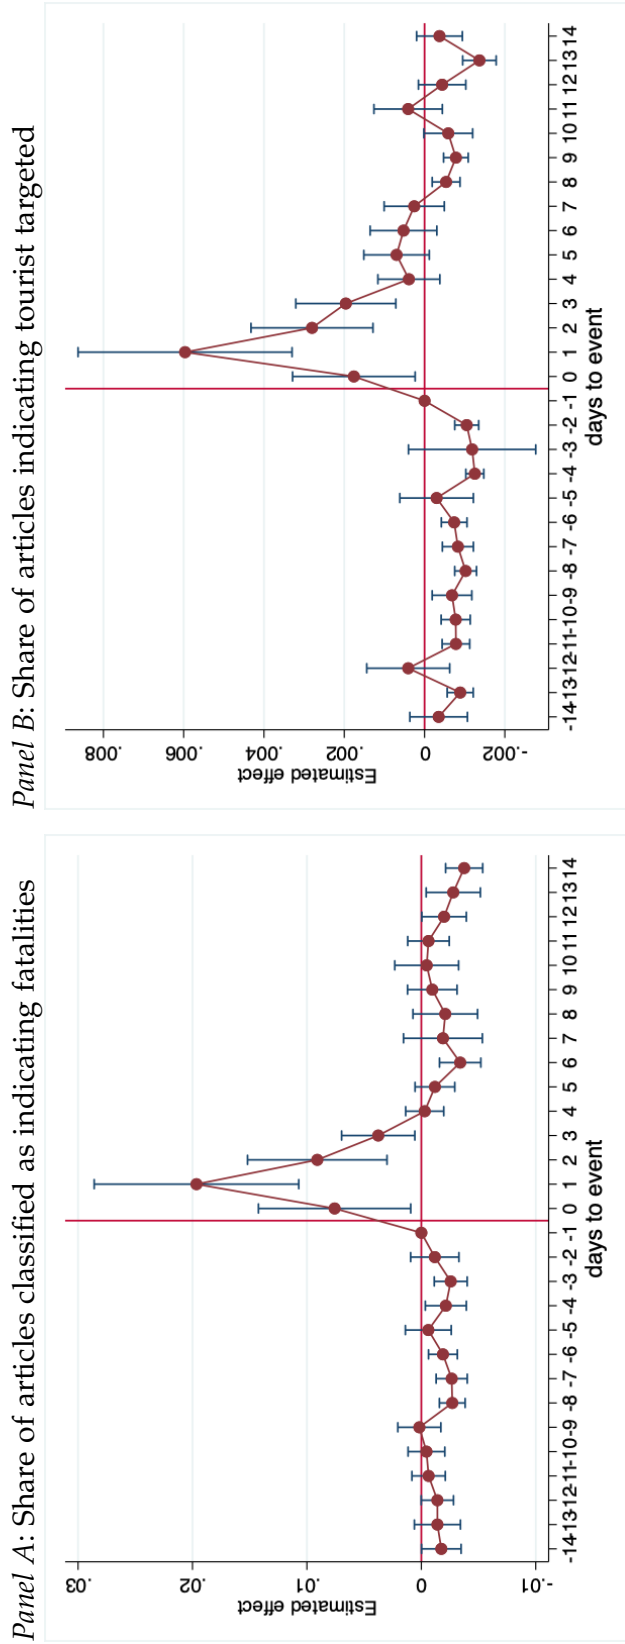 Panel A: Share of articles classified as indicating fatalities
.03
.02
.01
0
-.01
Estimated effect
-14 -13 -12 -11 -10 -9 -8 -7 -6 -5 -4 -3 -2 -1 0 1 2 3 4 5 6 7 8 9 10 11 12 13 14
days to event
Panel B: Share of articles indicating tourist targeted
.008
.006
.004
.002
0
-.002
Estimated effect
-14 -13 -12 -11 -10 -9 -8 -7 -6 -5 -4 -3 -2 -1 0 1 2 3 4 5 6 7 8 9 10 11 12 13 14
days to event